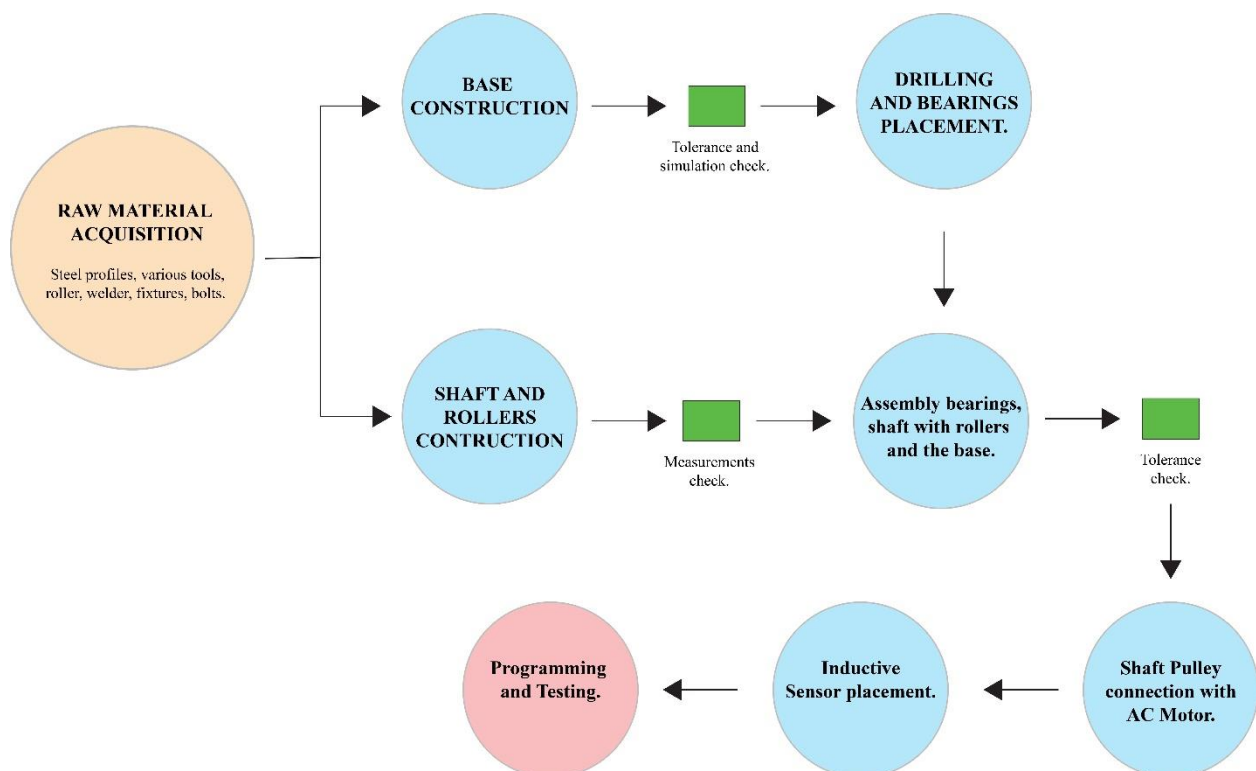 RAW MATERIAL
ACQUISITION
Steel profiles, various tools,
roller, welder, fixtures, bolts.
BASE
CONSTRUCTION
Tolerance and
simulation check.
DRILLING
AND BEARINGS
PLACEMENT.
SHAFT AND
ROLLERS
CONTRUCTION
Measurements
check.
Assembly bearings,
shaft with rollers
and the base.
Tolerance
check.
Shaft Pulley
connection with
AC Motor.
Inductive
Sensor placement.
Programming
and Testing.